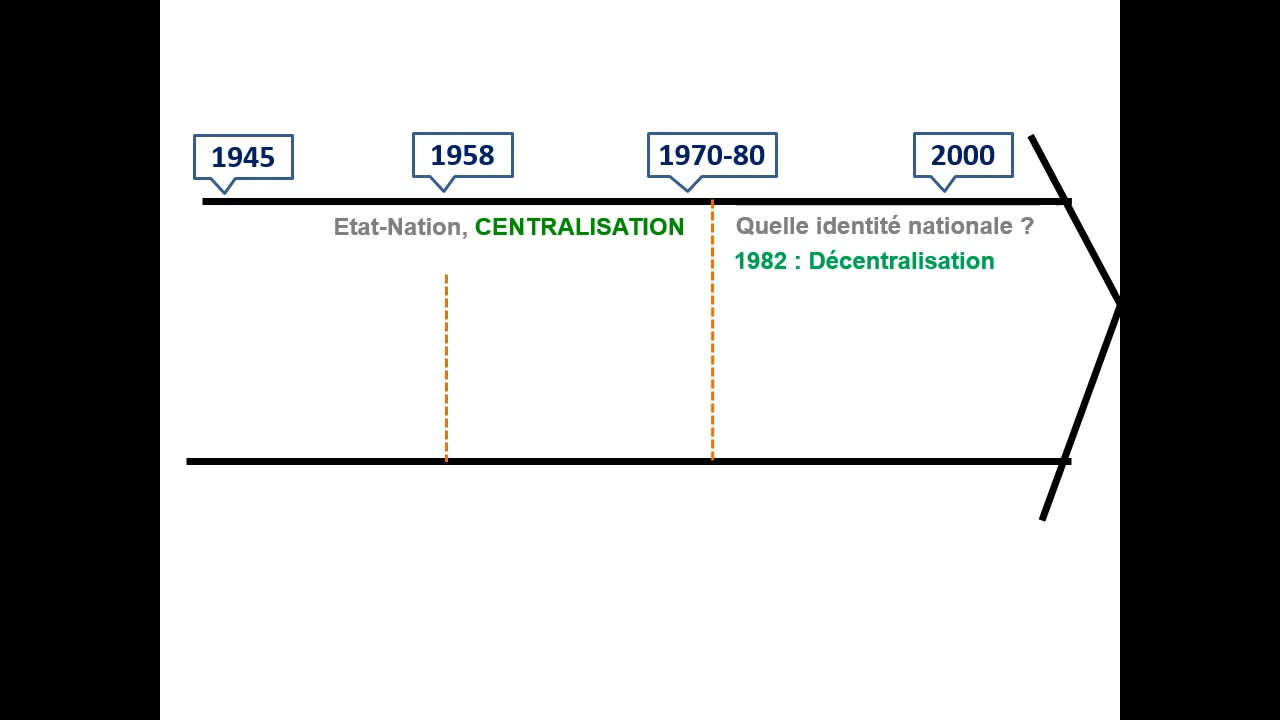 1945
1958
1970-80
2000
Etat-Nation, CENTRALISATION
Quelle identité nationale ?
1982 : Décentralisation